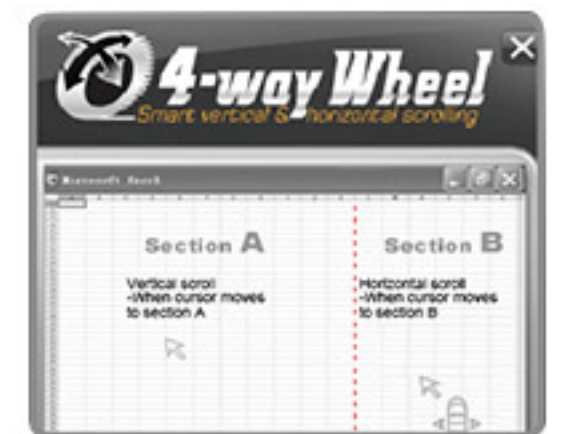 4-way Wheel
Smart vertical & horizontal scrolling
Section A
Vertical scroll
-When cursor moves
to section A
Section B
Horizontal scroll
-When cursor moves
to section B